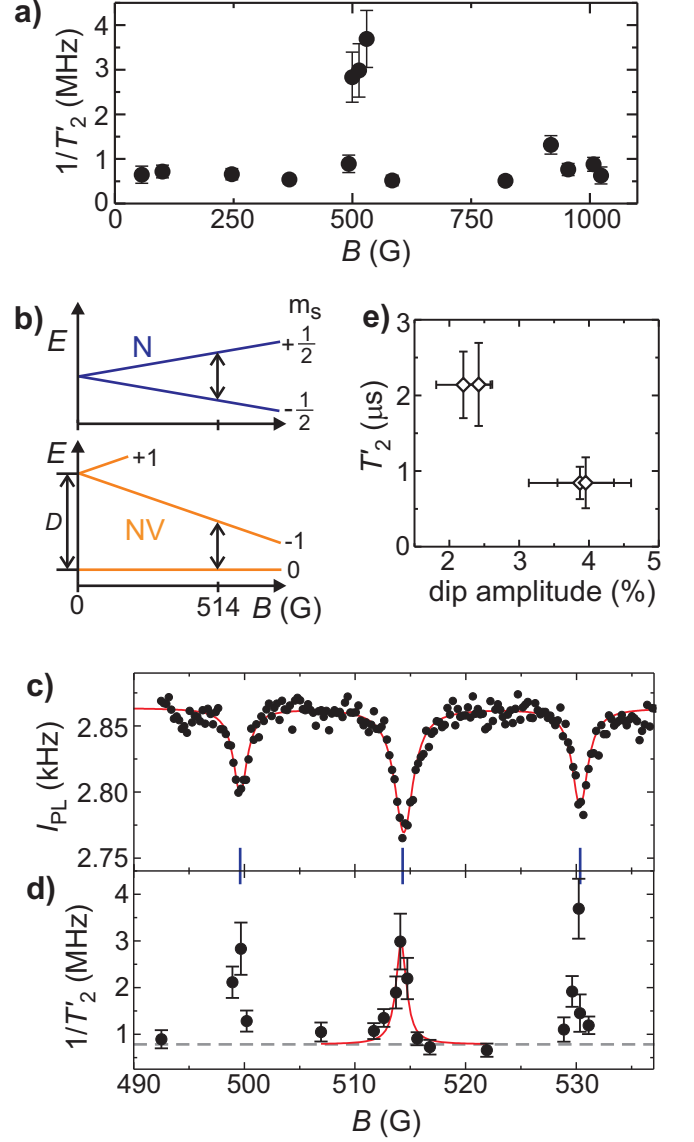 a)
1/T′2 (MHz)
4
3
2
1
0
0 250 500 750 1000
B (G)
b)
E
N
ms
+1/2
-1/2
E
+1
D
NV
-1
0
0 514 B (G)
e)
T′2 (μs)
3
2
1
0
2 3 4 5
dip amplitude (%)
c)
IPL (kHz)
2.85
2.80
2.75
d)
1/T′2 (MHz)
4
3
2
1
490 500 510 520 530
B (G)